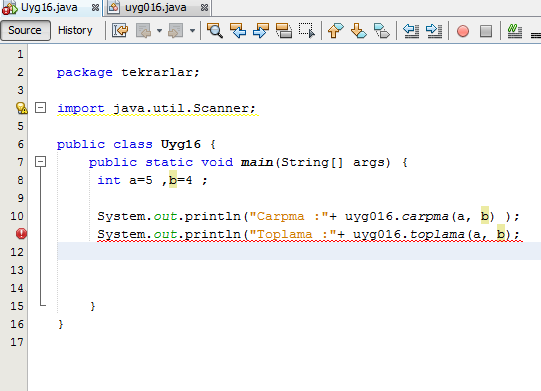 Uyg16.java uyg016.java
Source History
1
2 package tekrarlar;
3
4 import java.util.Scanner;
5
6 public class Uyg16 {
7 public static void main(String[] args) {
8 int a=5 ,b=4 ;
9
10 System.out.println("Carpma :"+ uyg016.carpma(a, b) );
System.out.println("Toplama :"+ uyg016.toplama(a, b);
12
13
14
15 }
16 }
17